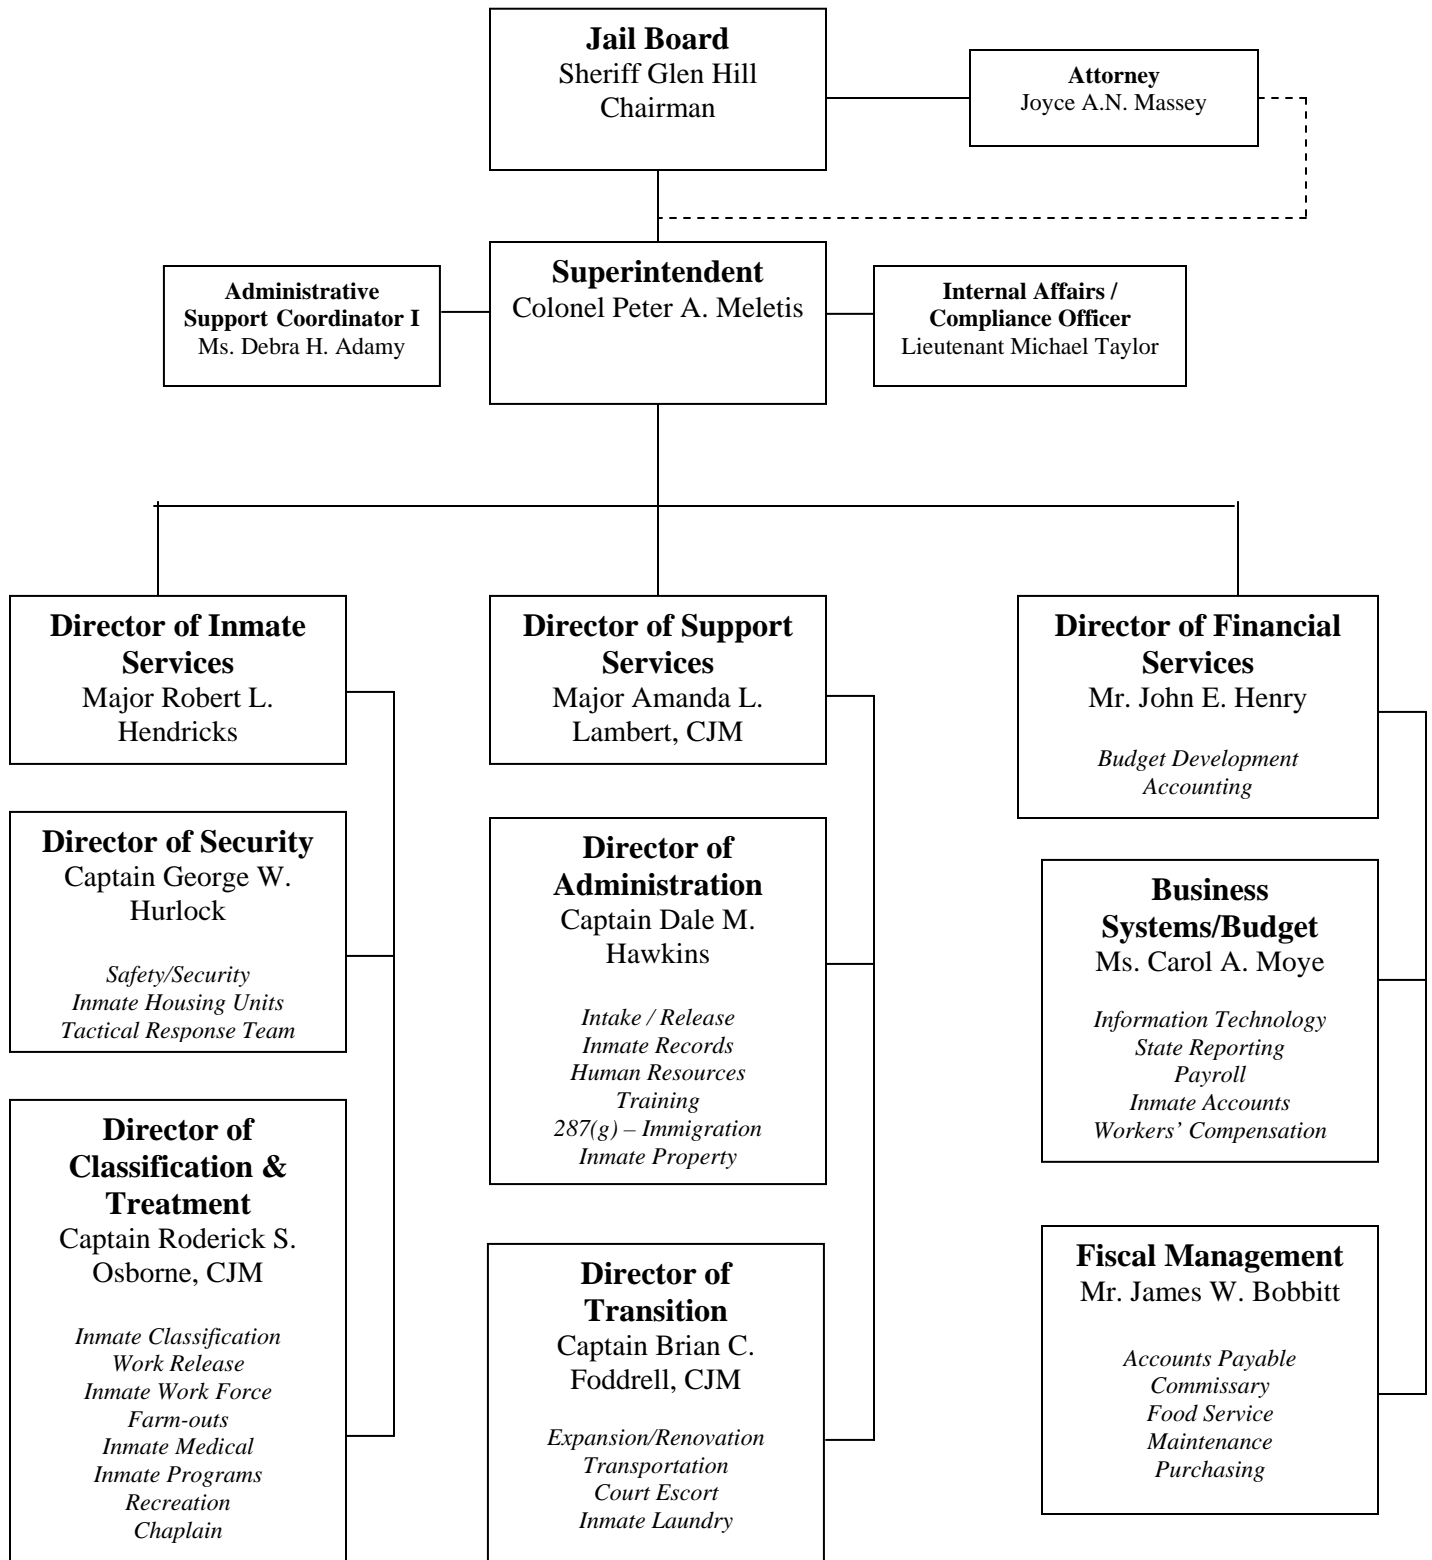 Jail Board
Sheriff Glen Hill
Chairman
Attorney
Joyce A.N. Massey
Administrative
Support Coordinator I
Ms. Debra H. Adamy
Superintendent
Colonel Peter A. Meletis
Internal Affairs /
Compliance Officer
Lieutenant Michael Taylor
Director of Inmate
Services
Major Robert L.
Hendricks
Director of Security
Captain George W.
Hurlock
Safety/Security
Inmate Housing Units
Tactical Response Team
Director of
Classification &
Treatment
Captain Roderick S.
Osborne, CJM
Inmate Classification
Work Release
Inmate Work Force
Farm-outs
Inmate Medical
Inmate Programs
Recreation
Chaplain
Director of Support
Services
Major Amanda L.
Lambert, CJM
Director of
Administration
Captain Dale M.
Hawkins
Intake / Release
Inmate Records
Human Resources
Training
287(g) – Immigration
Inmate Property
Director of
Transition
Captain Brian C.
Foddrell, CJM
Expansion/Renovation
Transportation
Court Escort
Inmate Laundry
Director of Financial
Services
Mr. John E. Henry
Budget Development
Accounting
Business
Systems/Budget
Ms. Carol A. Moye
Information Technology
State Reporting
Payroll
Inmate Accounts
Workers’ Compensation
Fiscal Management
Mr. James W. Bobbitt
Accounts Payable
Commissary
Food Service
Maintenance
Purchasing